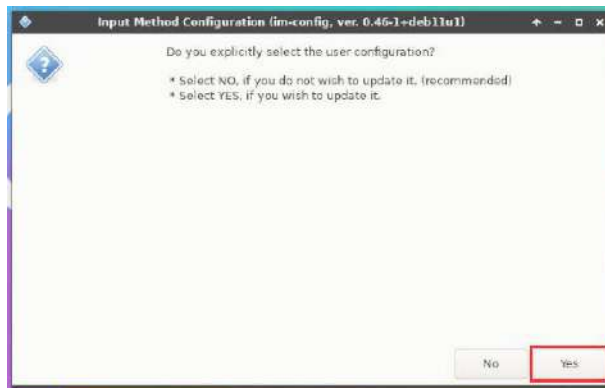 Input Method Configuration (im-config, ver. 0.46-1+deb11u1)
Do you explicitly select the user configuration?
* Select NO, if you do not wish to update it. (recommended)
* Select YES, if you wish to update it.
No
Yes